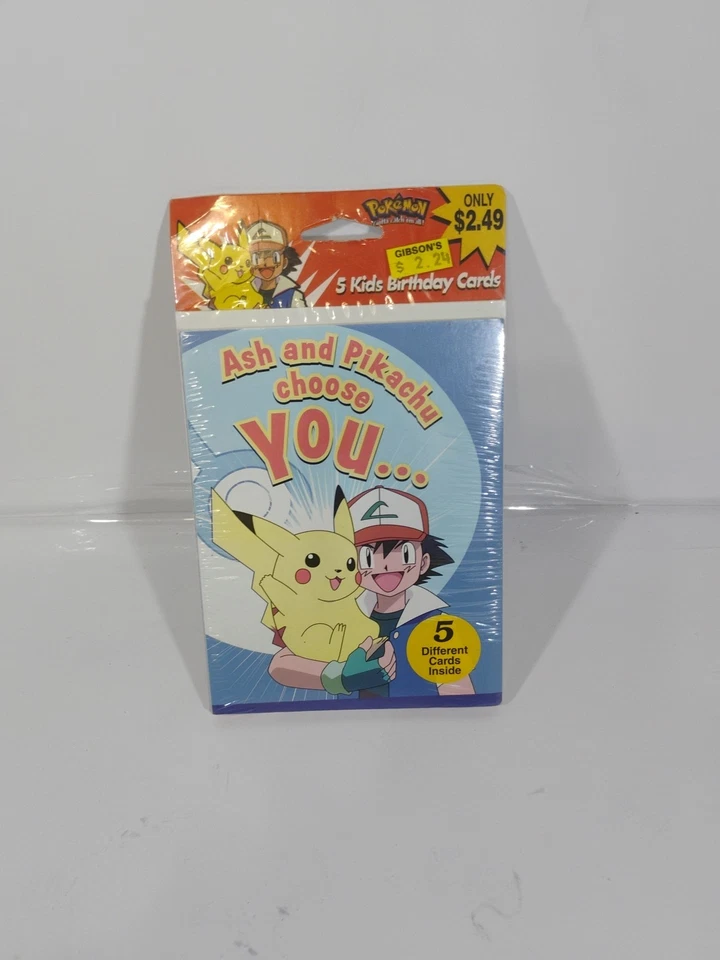 Pokémon
ONLY
$2.49
GIBSON'S
$ 2.24
5 Kids Birthday Cards
Ash and Pikachu
choose
YOU...
5
Different
Cards
Inside